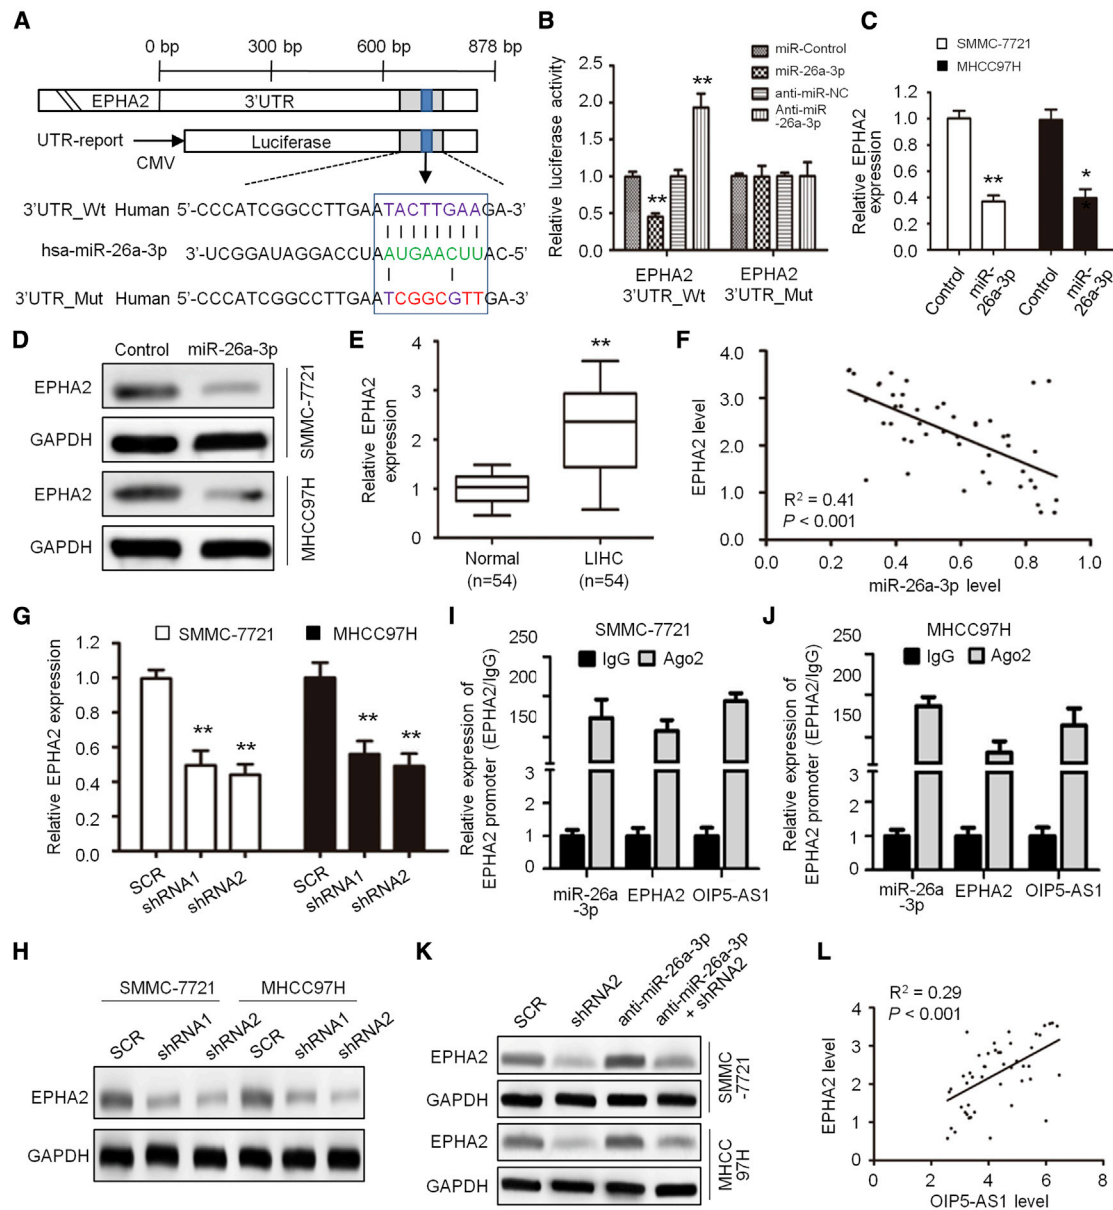 A
0 bp 300 bp 600 bp 878 bp
EPHA2 3'UTR
UTR-report Luciferase
CMV
3'UTR_Wt Human 5'-CCCATCGGCCTTGAATACTTGAAGA-3'
hsa-miR-26a-3p 3'-UCGGAUAGGACCUAAUGAACUUAC-5'
3'UTR_Mut Human 5'-CCCATCGGCCTTGAATCGGCGTTGA-3'
B
miR-Control
miR-26a-3p
anti-miR-NC
Anti-miR
-26a-3p
Relative luciferase activity
2.5
2.0
1.5
1.0
0.5
0.0
**
**
EPHA2
3'UTR_Wt
EPHA2
3'UTR_Mut
C
SMMC-7721
MHCC97H
Relative EPHA2
expression
1.2
1.0
0.8
0.6
0.4
0.2
0.0
**
*
*
Control
miR-
26a-3p
Control
miR-
26a-3p
D
Control miR-26a-3p
EPHA2
GAPDH
SMMC-7721
EPHA2
GAPDH
MHCC97H
E
Relative EPHA2
expression
4
3
2
1
0
**
Normal
(n=54)
LIHC
(n=54)
F
EPHA2 level
4.0
3.0
2.0
1.0
0.0
R2 = 0.41
P < 0.001
0.0 0.2 0.4 0.6 0.8 1.0
miR-26a-3p level
G
SMMC-7721 MHCC97H
Relative EPHA2 expression
1.2
1.0
0.8
0.6
0.4
0.2
0.0
** ** ** **
SCR
shRNA1
shRNA2
SCR
shRNA1
shRNA2
I
SMMC-7721
IgG Ago2
Relative expression of
EPHA2 promoter (EPHA2/IgG)
250
200
150
3
2
1
0
miR-26a
-3p
EPHA2
OIP5-AS1
J
MHCC97H
IgG Ago2
Relative expression of
EPHA2 promoter (EPHA2/IgG)
250
200
150
3
2
1
0
miR-26a
-3p
EPHA2
OIP5-AS1
H
SMMC-7721 MHCC97H
SCR
shRNA1
shRNA2
SCR
shRNA1
shRNA2
EPHA2
GAPDH
K
SCR
shRNA2
anti-miR-26a-3p
anti-miR-26a-3p
+ shRNA2
EPHA2
GAPDH
SMMC
-7721
EPHA2
GAPDH
MHCC
97H
L
R2 = 0.29
P < 0.001
EPHA2 level
4
3
2
1
0
0 2 4 6 8
OIP5-AS1 level